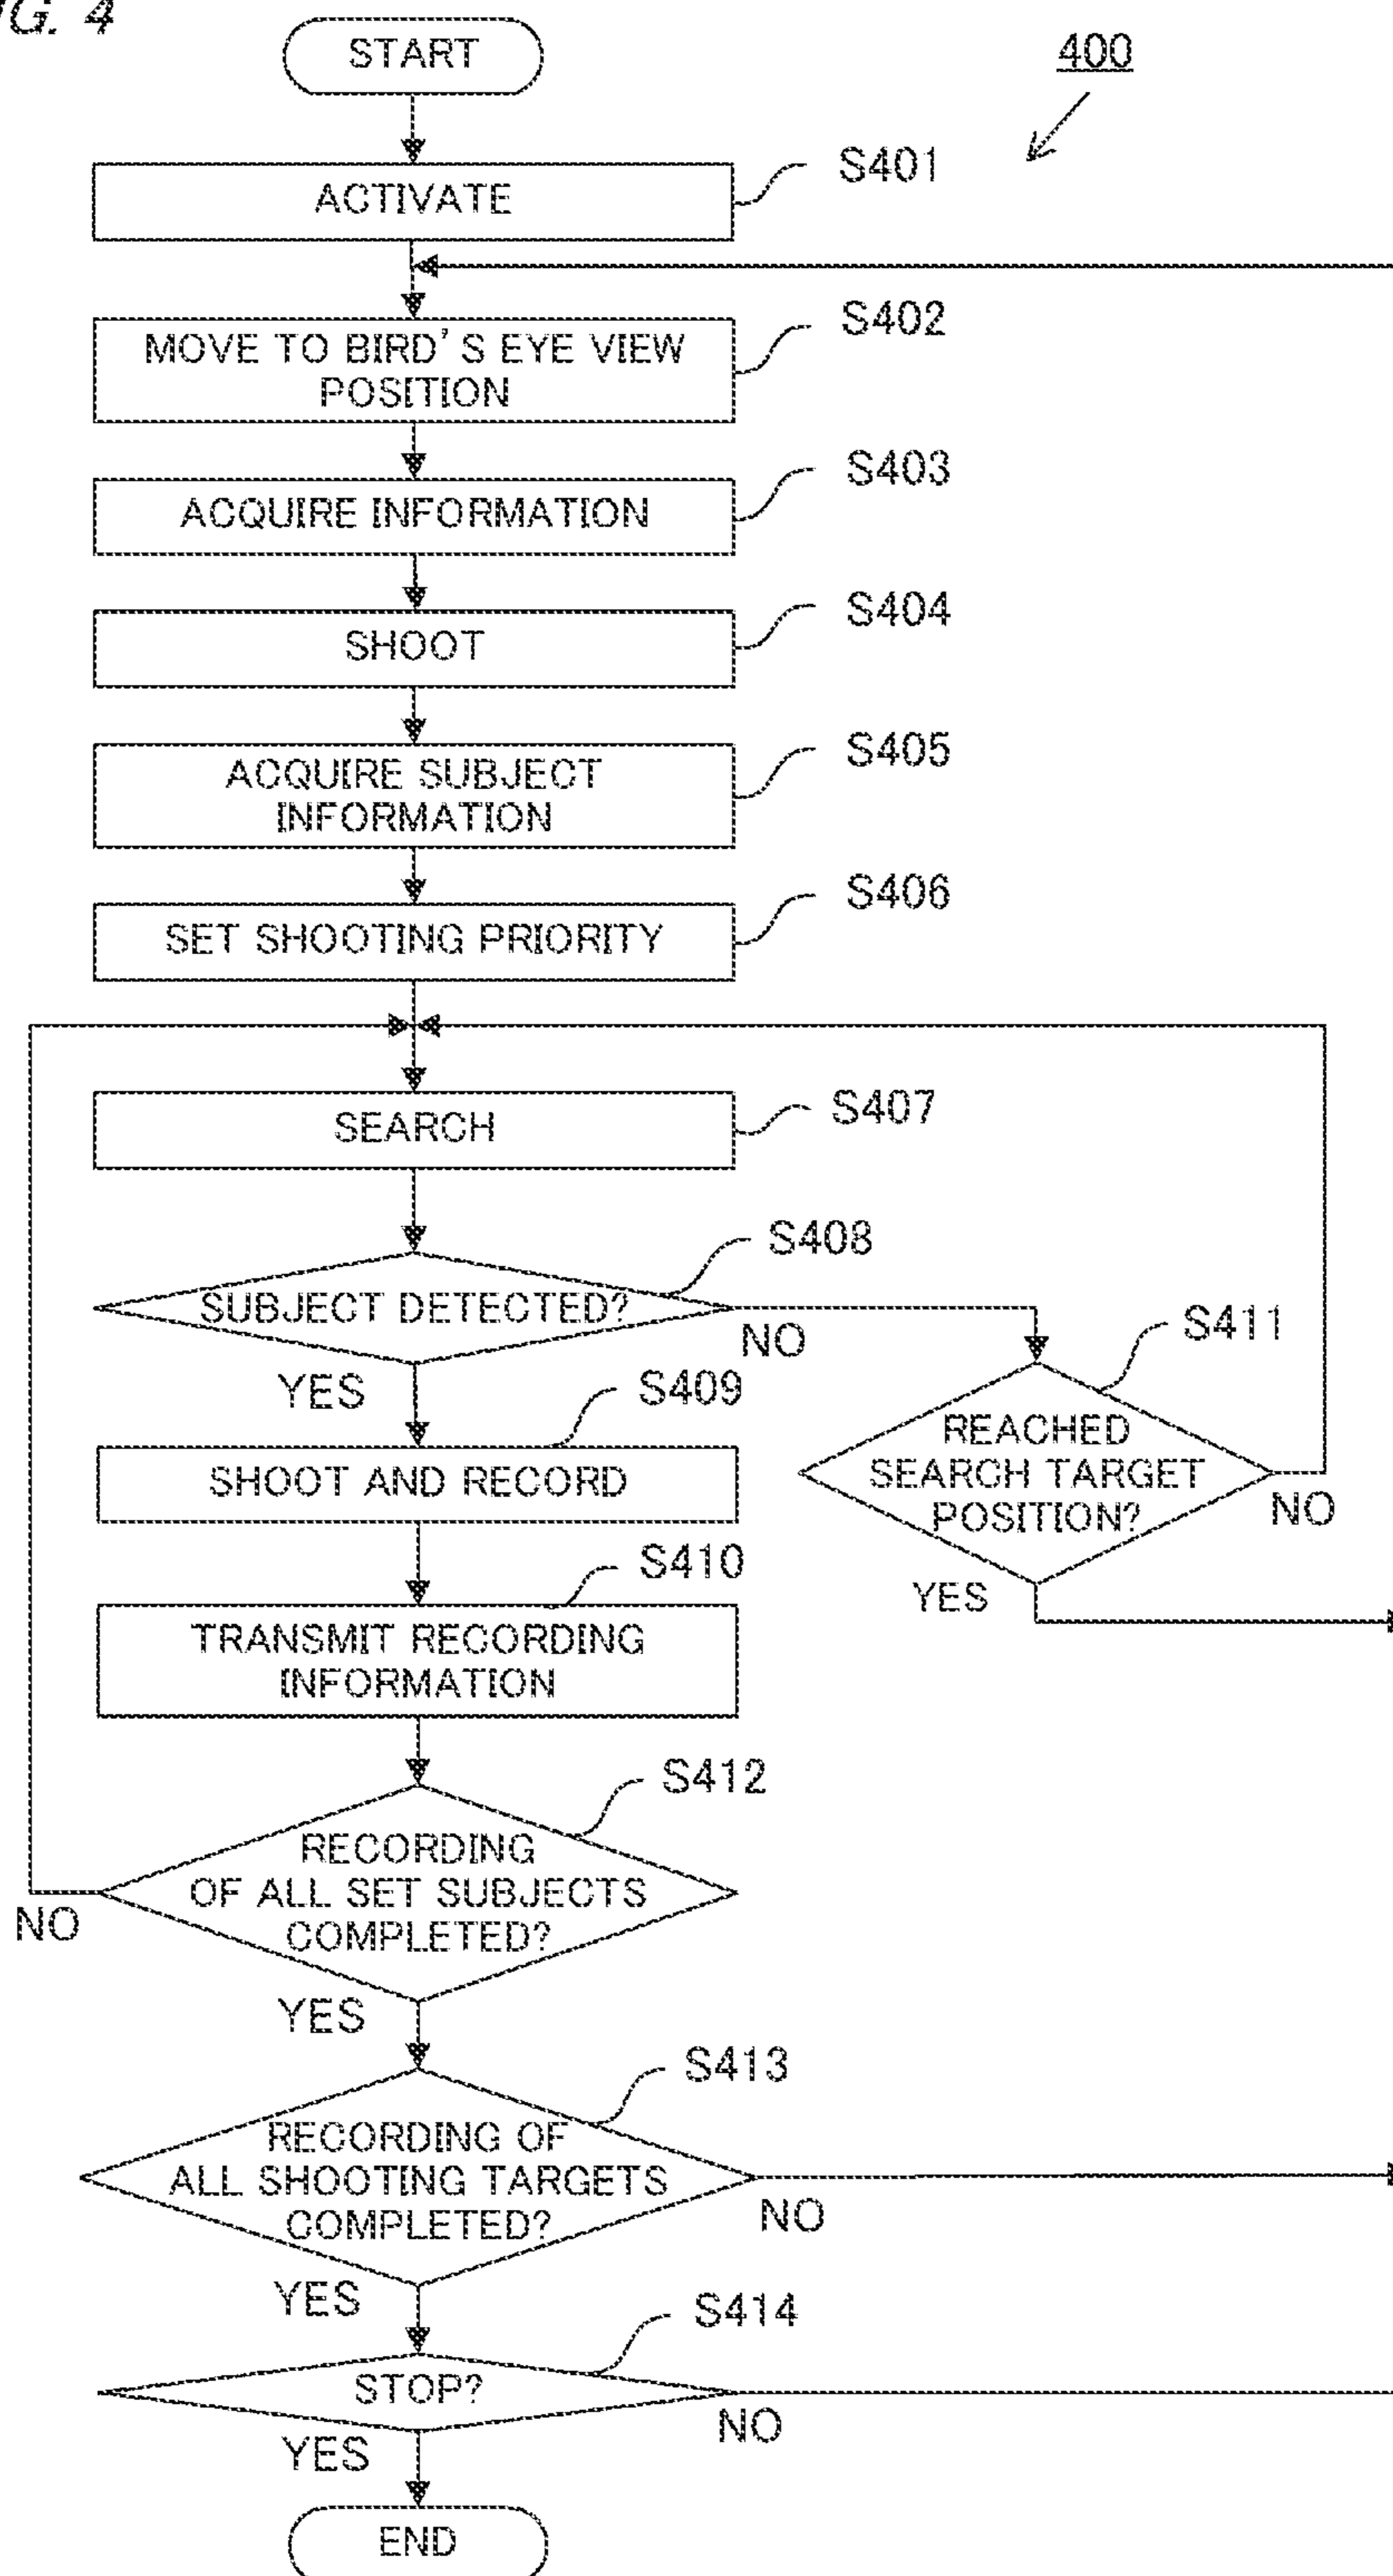 FIG. 4
START
400
ACTIVATE
S401
MOVE TO BIRD'S EYE VIEW
POSITION
S402
ACQUIRE INFORMATION
S403
SHOOT
S404
ACQUIRE SUBJECT
INFORMATION
S405
SET SHOOTING PRIORITY
S406
SEARCH
S407
SUBJECT DETECTED?
S408
NO
YES
S411
REACHED
SEARCH TARGET
POSITION?
NO
YES
S409
SHOOT AND RECORD
S410
TRANSMIT RECORDING
INFORMATION
S412
RECORDING
OF ALL SET SUBJECTS
COMPLETED?
NO
YES
S413
RECORDING OF
ALL SHOOTING TARGETS
COMPLETED?
NO
YES
S414
STOP?
NO
YES
END